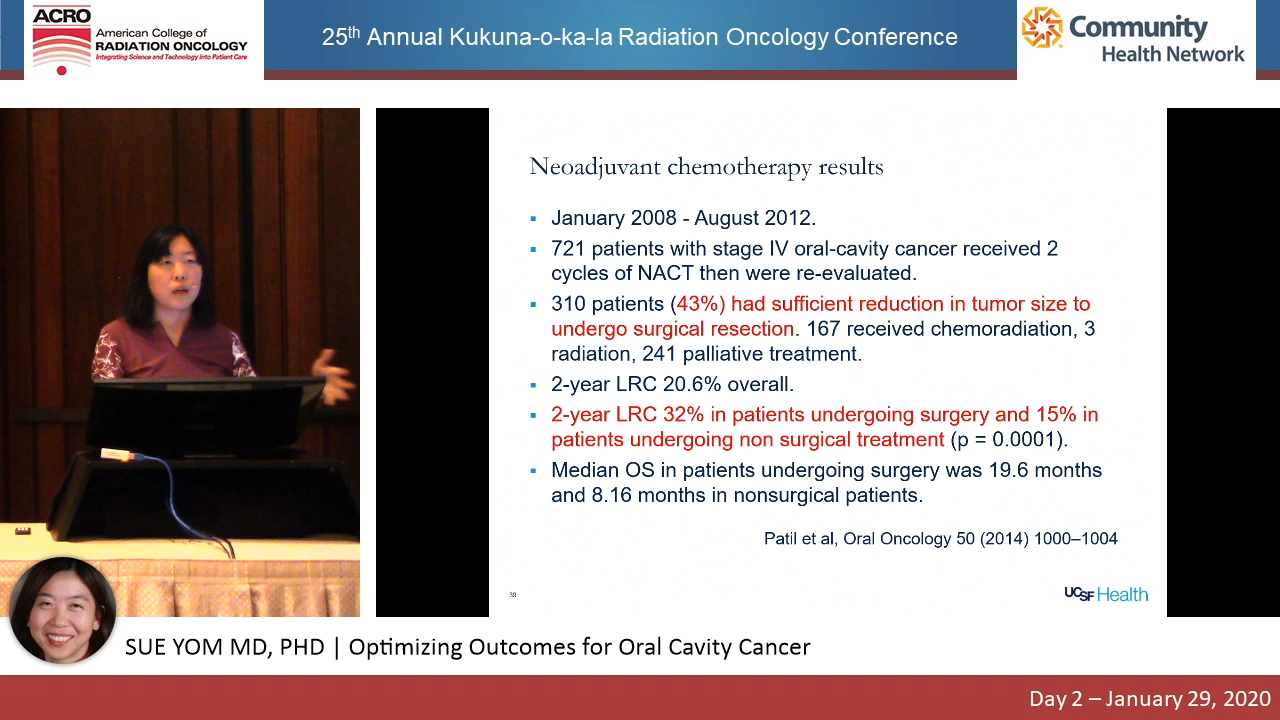 ACRO
American College of
RADIATION ONCOLOGY
Integrating Science and Technology Into Patient Care
25th Annual Kukuna-o-ka-la Radiation Oncology Conference
Community
Health Network
Neoadjuvant chemotherapy results
▪ January 2008 - August 2012.
▪ 721 patients with stage IV oral-cavity cancer received 2
cycles of NACT then were re-evaluated.
▪ 310 patients (43%) had sufficient reduction in tumor size to
undergo surgical resection. 167 received chemoradiation, 3
radiation, 241 palliative treatment.
▪ 2-year LRC 20.6% overall.
▪ 2-year LRC 32% in patients undergoing surgery and 15% in
patients undergoing non surgical treatment (p = 0.0001).
▪ Median OS in patients undergoing surgery was 19.6 months
and 8.16 months in nonsurgical patients.
Patil et al, Oral Oncology 50 (2014) 1000–1004
UCSF Health
SUE YOM MD, PHD | Optimizing Outcomes for Oral Cavity Cancer
Day 2 – January 29, 2020